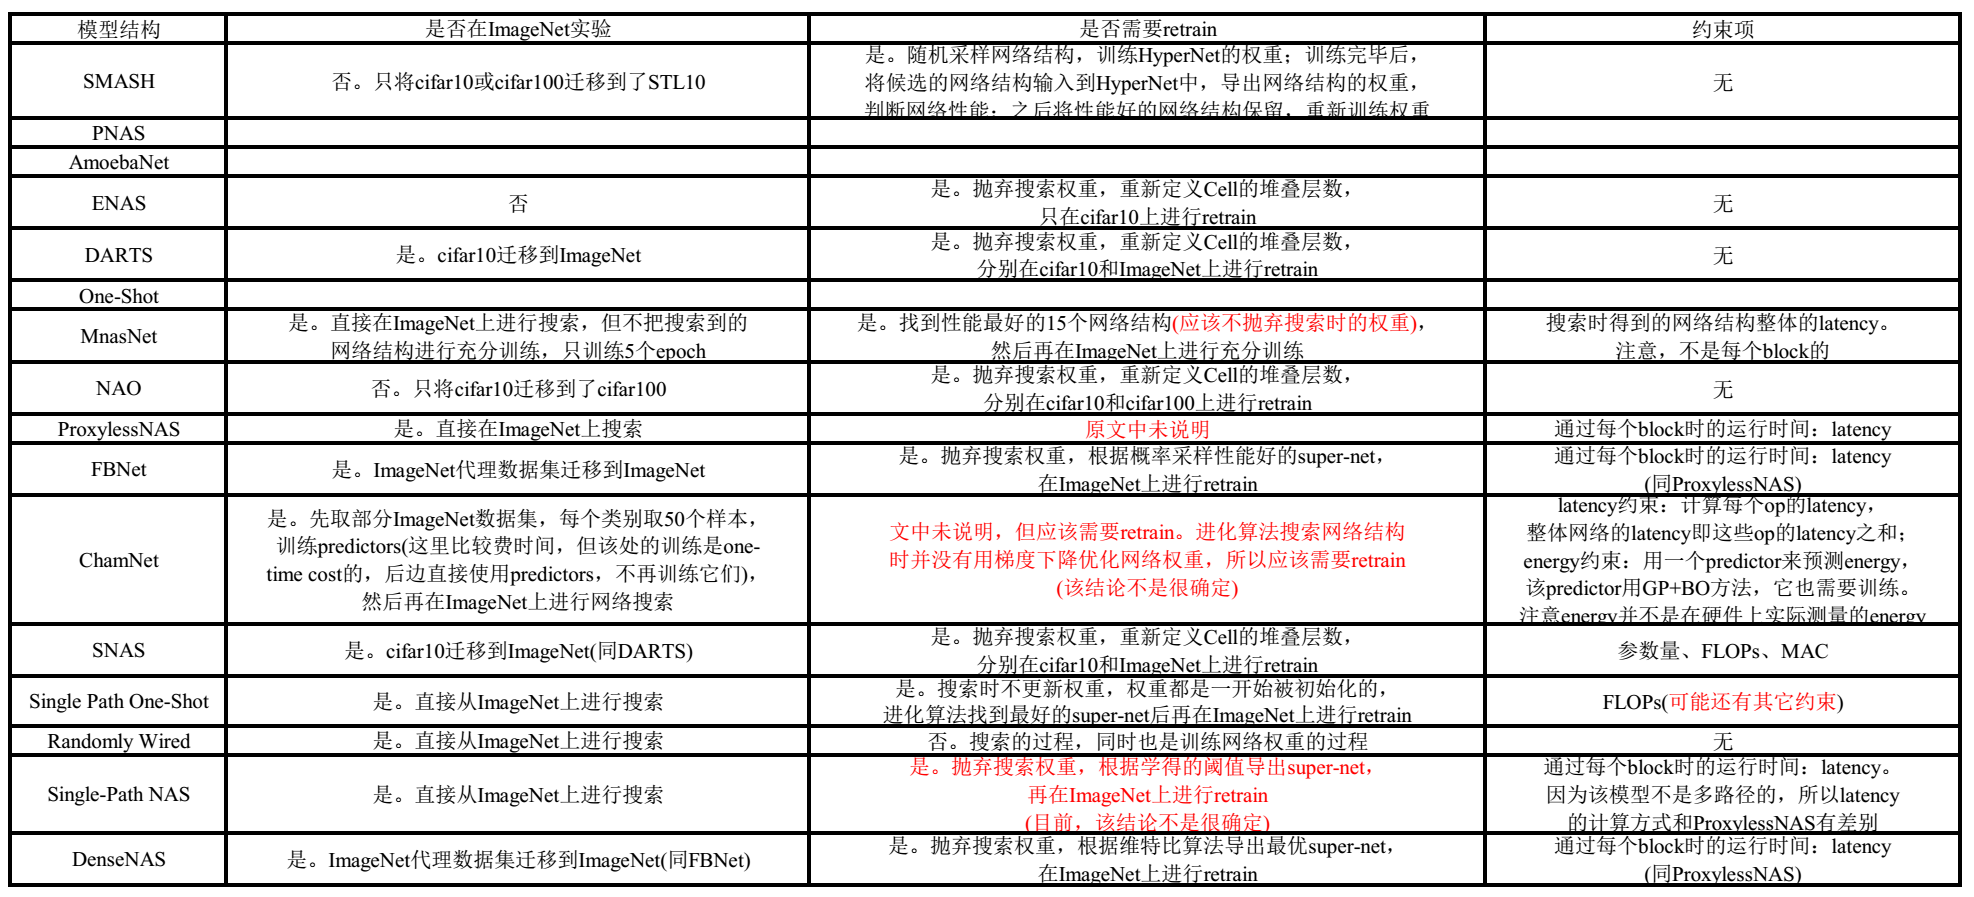 模型结构 是否在ImageNet实验 是否需要retrain 约束项
SMASH
否。只将cifar10或cifar100迁移到了STL10
是。随机采样网络结构，训练HyperNet的权重；训练完毕后，
将候选的网络结构输入到HyperNet中，导出网络结构的权重，
判断网络性能；之后将性能好的网络结构保留，重新训练权重
无
PNAS
AmoebaNet
ENAS
否
是。抛弃搜索权重，重新定义Cell的堆叠层数，
只在cifar10上进行retrain
无
DARTS
是。cifar10迁移到ImageNet
是。抛弃搜索权重，重新定义Cell的堆叠层数，
分别在cifar10和ImageNet上进行retrain
无
One-Shot
MnasNet
是。直接在ImageNet上进行搜索，但不把搜索到的
网络结构进行充分训练，只训练5个epoch
是。找到性能最好的15个网络结构(应该不抛弃搜索时的权重)，
然后再在ImageNet上进行充分训练
搜索时得到的网络结构整体的latency。
注意，不是每个block的
NAO
否。只将cifar10迁移到了cifar100
是。抛弃搜索权重，重新定义Cell的堆叠层数，
分别在cifar10和cifar100上进行retrain
无
ProxylessNAS
是。直接在ImageNet上搜索
原文中未说明
通过每个block时的运行时间：latency
FBNet
是。ImageNet代理数据集迁移到ImageNet
是。抛弃搜索权重，根据概率采样性能好的super-net，
在ImageNet上进行retrain
通过每个block时的运行时间：latency
(同ProxylessNAS)
ChamNet
是。先取部分ImageNet数据集，每个类别取50个样本，
训练predictors(这里比较费时间，但该处的训练是one-
time cost的，后边直接使用predictors，不再训练它们)，
然后再在ImageNet上进行网络搜索
文中未说明，但应该需要retrain。进化算法搜索网络结构
时并没有用梯度下降优化网络权重，所以应该需要retrain
(该结论不是很确定)
latency约束：计算每个op的latency，
整体网络的latency即这些op的latency之和；
energy约束：用一个predictor来预测energy，
该predictor用GP+BO方法，它也需要训练。
注意energy并不是在硬件上实际测量的energy
SNAS
是。cifar10迁移到ImageNet(同DARTS)
是。抛弃搜索权重，重新定义Cell的堆叠层数，
分别在cifar10和ImageNet上进行retrain
参数量、FLOPs、MAC
Single Path One-Shot
是。直接从ImageNet上进行搜索
是。搜索时不更新权重，权重都是一开始被初始化的，
进化算法找到最好的super-net后再在ImageNet上进行retrain
FLOPs(可能还有其它约束)
Randomly Wired
是。直接从ImageNet上进行搜索
否。搜索的过程，同时也是训练网络权重的过程
无
Single-Path NAS
是。直接从ImageNet上进行搜索
是。抛弃搜索权重，根据学得的阈值导出super-net，
再在ImageNet上进行retrain
(目前，该结论不是很确定)
通过每个block时的运行时间：latency。
因为该模型不是多路径的，所以latency
的计算方式和ProxylessNAS有差别
DenseNAS
是。ImageNet代理数据集迁移到ImageNet(同FBNet)
是。抛弃搜索权重，根据维特比算法导出最优super-net，
在ImageNet上进行retrain
通过每个block时的运行时间：latency
(同ProxylessNAS)